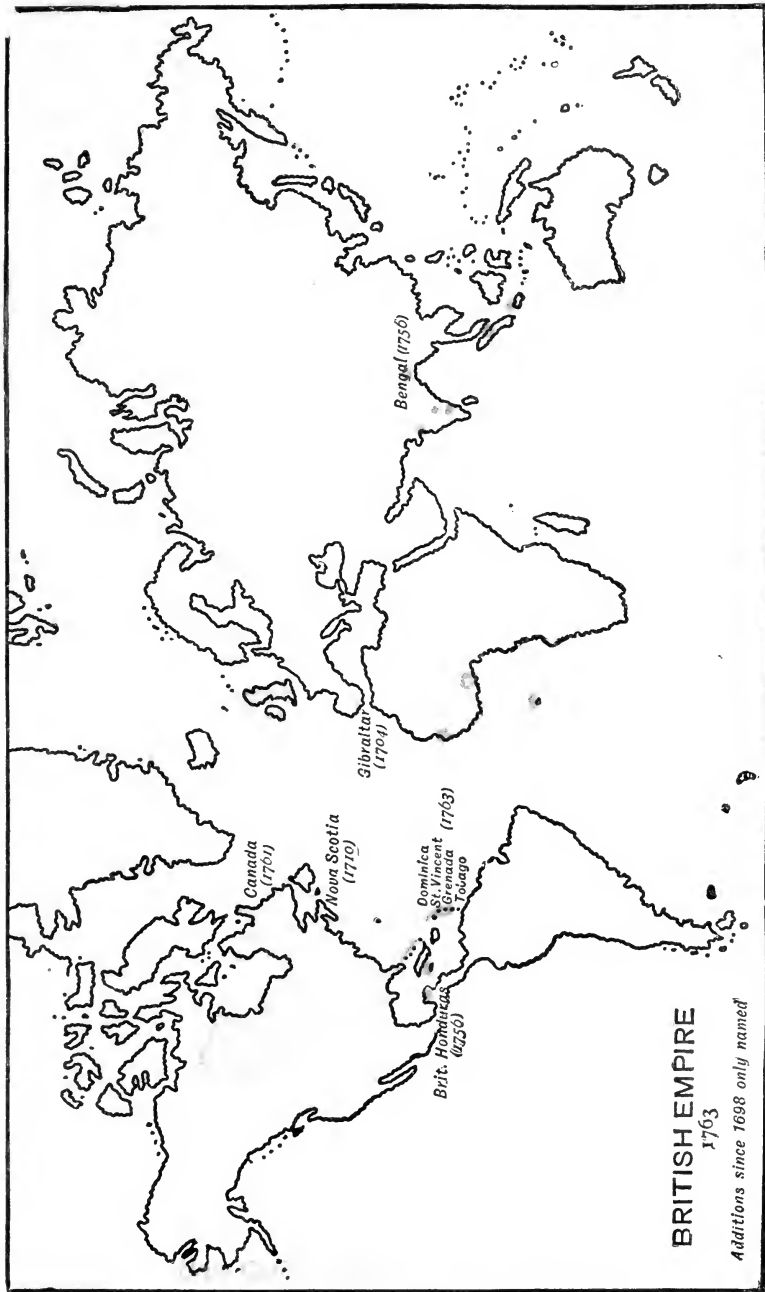 Canada
(1761)
Nova Scotia
(1710)
Gibraltar
(1704)
Bengal (1756)
Dominica
St. Vincent
Grenada
Tobago
(1763)
Brit. Honduras
(1756)
BRITISH EMPIRE
1763
Additions since 1698 only named